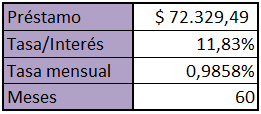 Préstamo $ 72.329,49
Tasa/Interés 11,83%
Tasa mensual 0,9858%
Meses 60